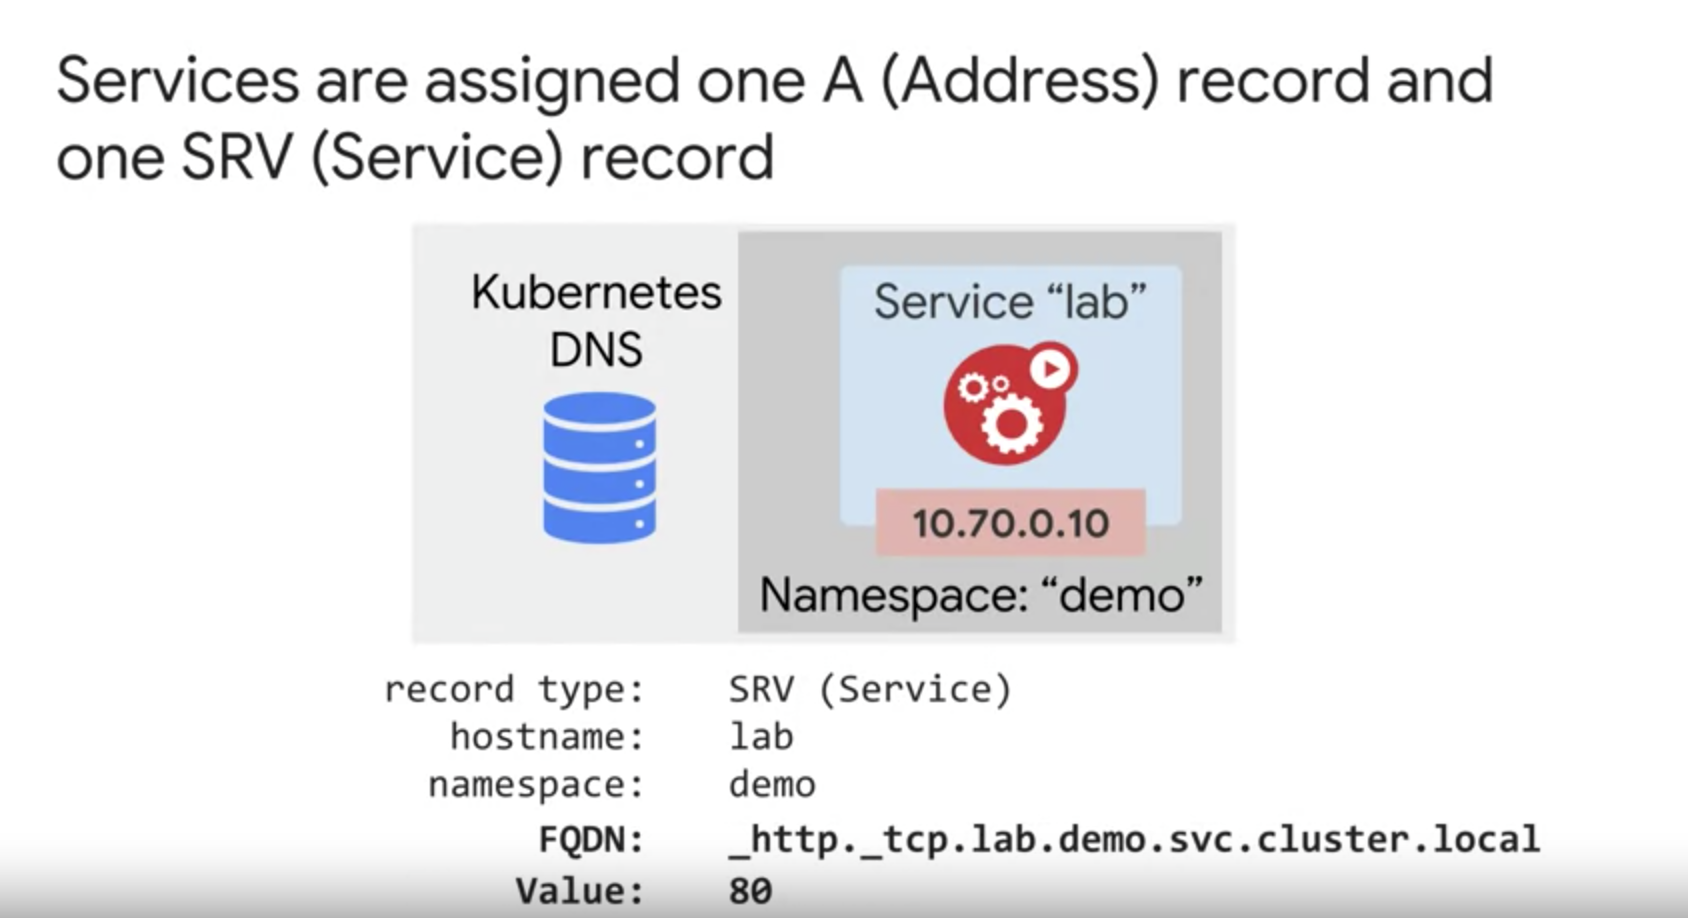 Services are assigned one A (Address) record and
one SRV (Service) record
Kubernetes
DNS
Service “lab”
10.70.0.10
Namespace: “demo”
record type: SRV (Service)
hostname: lab
namespace: demo
FQDN: _http._tcp.lab.demo.svc.cluster.local
Value: 80